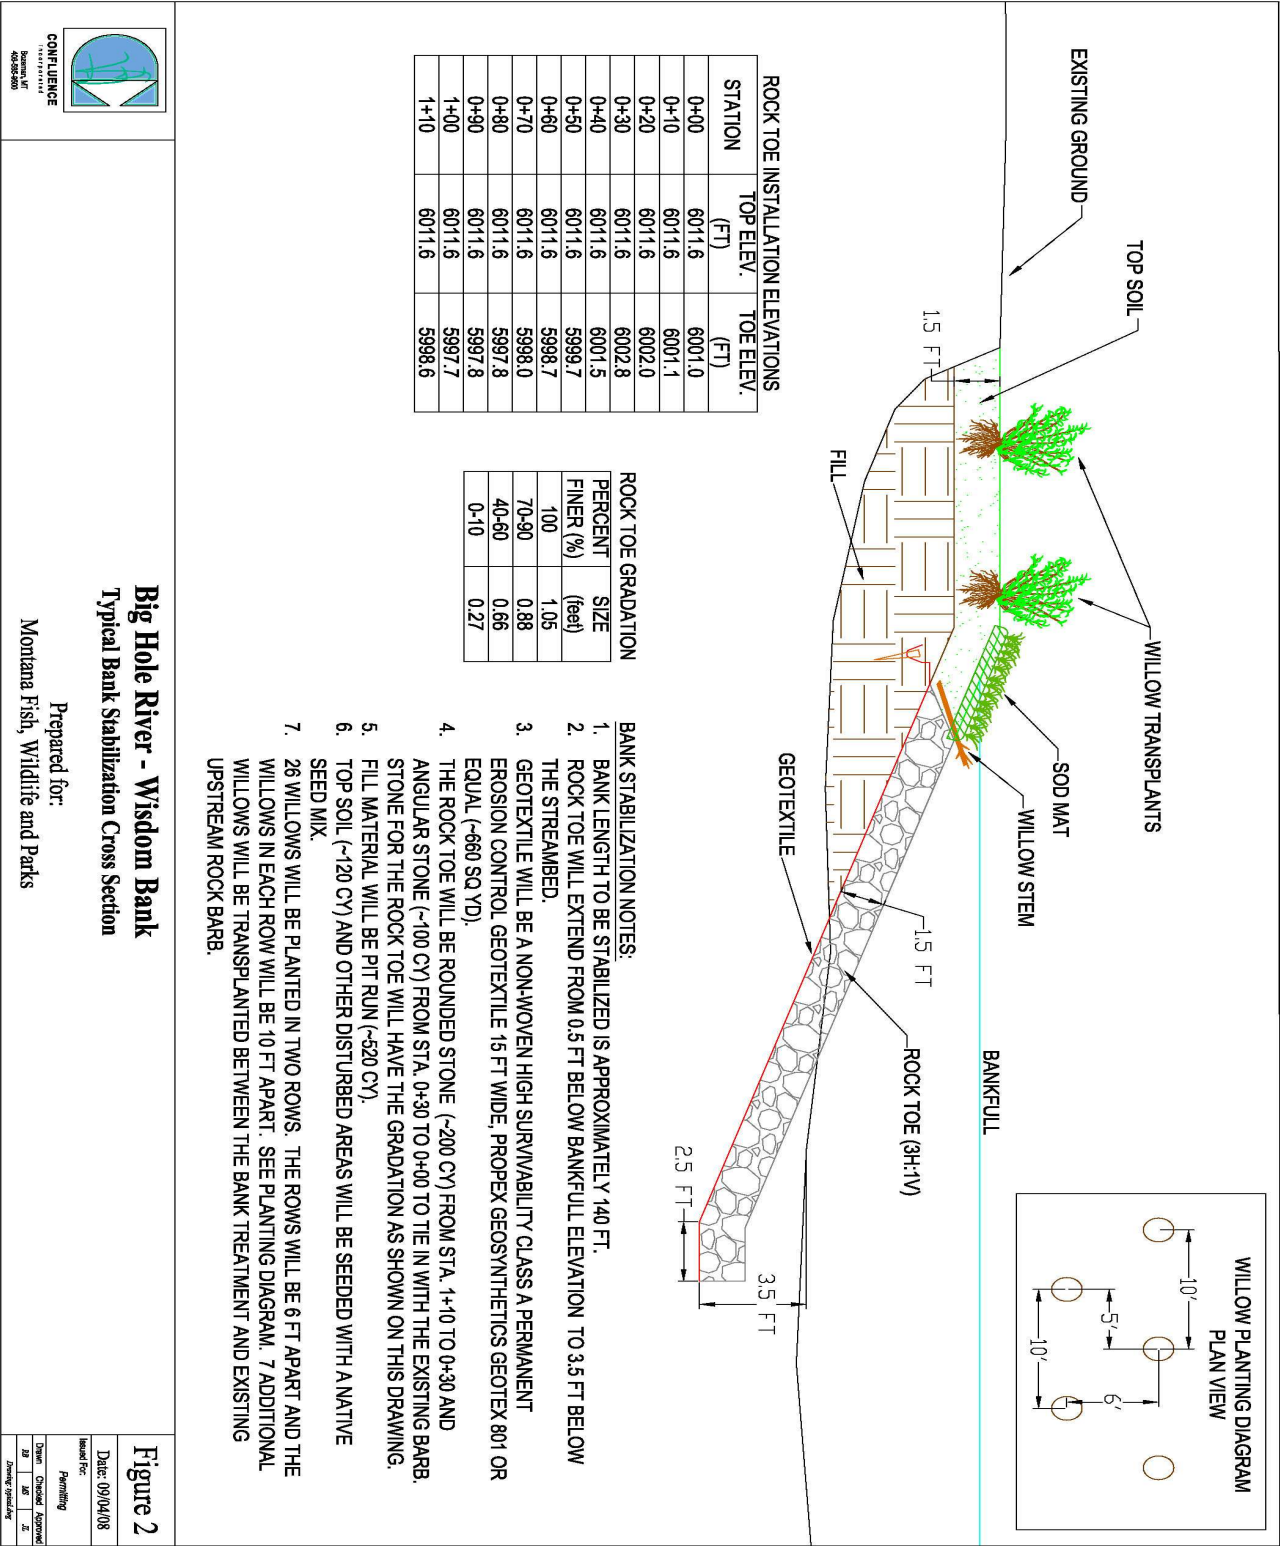 EXISTING GROUND
TOP SOIL
WILLOW TRANSPLANTS
SOD MAT
WILLOW STEM
BANKFULL
1.5 FT
FILL
GEOTEXTILE
1.5 FT
ROCK TOE (3H:1V)
2.5 FT
3.5 FT
WILLOW PLANTING DIAGRAM
PLAN VIEW
10'
5'
6'
10'
ROCK TOE INSTALLATION ELEVATIONS
STATION TOP ELEV. (FT) TOE ELEV. (FT)
0+00 6011.6 6001.0
0+10 6011.6 6001.1
0+20 6011.6 6002.0
0+30 6011.6 6002.8
0+40 6011.6 6001.5
0+50 6011.6 5999.7
0+60 6011.6 5998.7
0+70 6011.6 5998.0
0+80 6011.6 5997.8
0+90 6011.6 5997.8
1+00 6011.6 5997.7
1+10 6011.6 5998.6
ROCK TOE GRADATION
PERCENT FINER (%) SIZE (feet)
100 1.05
70-90 0.88
40-60 0.66
0-10 0.27
BANK STABILIZATION NOTES:
1. BANK LENGTH TO BE STABILIZED IS APPROXIMATELY 140 FT.
2. ROCK TOE WILL EXTEND FROM 0.5 FT BELOW BANKFULL ELEVATION TO 3.5 FT BELOW
THE STREAMBED.
3. GEOTEXTILE WILL BE A NON-WOVEN HIGH SURVIVABILITY CLASS A PERMANENT
EROSION CONTROL GEOTEXTILE 15 FT WIDE, PROPEX GEOSYNTHETICS GEOTEX 801 OR
EQUAL (~660 SQ YD).
4. THE ROCK TOE WILL BE ROUNDED STONE (~200 CY) FROM STA. 1+10 TO 0+30 AND
ANGULAR STONE (~100 CY) FROM STA. 0+30 TO 0+00 TO TIE IN WITH THE EXISTING BARB.
STONE FOR THE ROCK TOE WILL HAVE THE GRADATION AS SHOWN ON THIS DRAWING.
5. FILL MATERIAL WILL BE PIT RUN (~520 CY).
6. TOP SOIL (~120 CY) AND OTHER DISTURBED AREAS WILL BE SEEDED WITH A NATIVE
SEED MIX.
7. 26 WILLOWS WILL BE PLANTED IN TWO ROWS. THE ROWS WILL BE 6 FT APART AND THE
WILLOWS IN EACH ROW WILL BE 10 FT APART. SEE PLANTING DIAGRAM. 7 ADDITIONAL
WILLOWS WILL BE TRANSPLANTED BETWEEN THE BANK TREATMENT AND EXISTING
UPSTREAM ROCK BARB.
CONFLUENCE
Incorporated
Bozeman, MT
406-585-9500
Big Hole River - Wisdom Bank
Typical Bank Stabilization Cross Section
Prepared for:
Montana Fish, Wildlife and Parks
Figure 2
Date: 09/04/08
Issued For:
Permitting
Drawn Checked Approved
JL
Drawing: typical.dwg